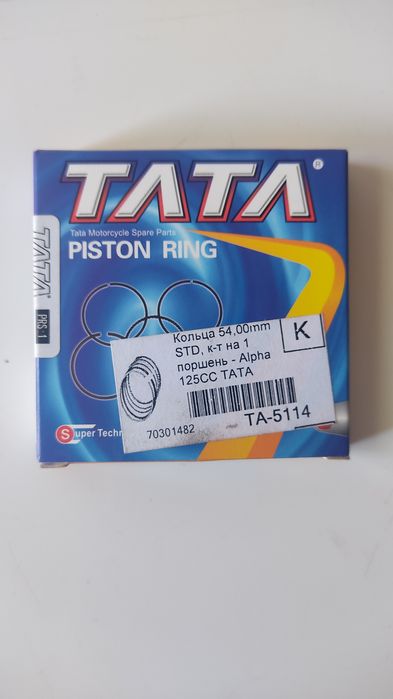 TATA®
Tata Motorcycle Spare Parts
PISTON RING
TATA
PRS-1
Кольца 54,00mm
STD, к-т на 1
поршень - Alpha
125CC TATA
K
70301482
TA-5114
Super Techn